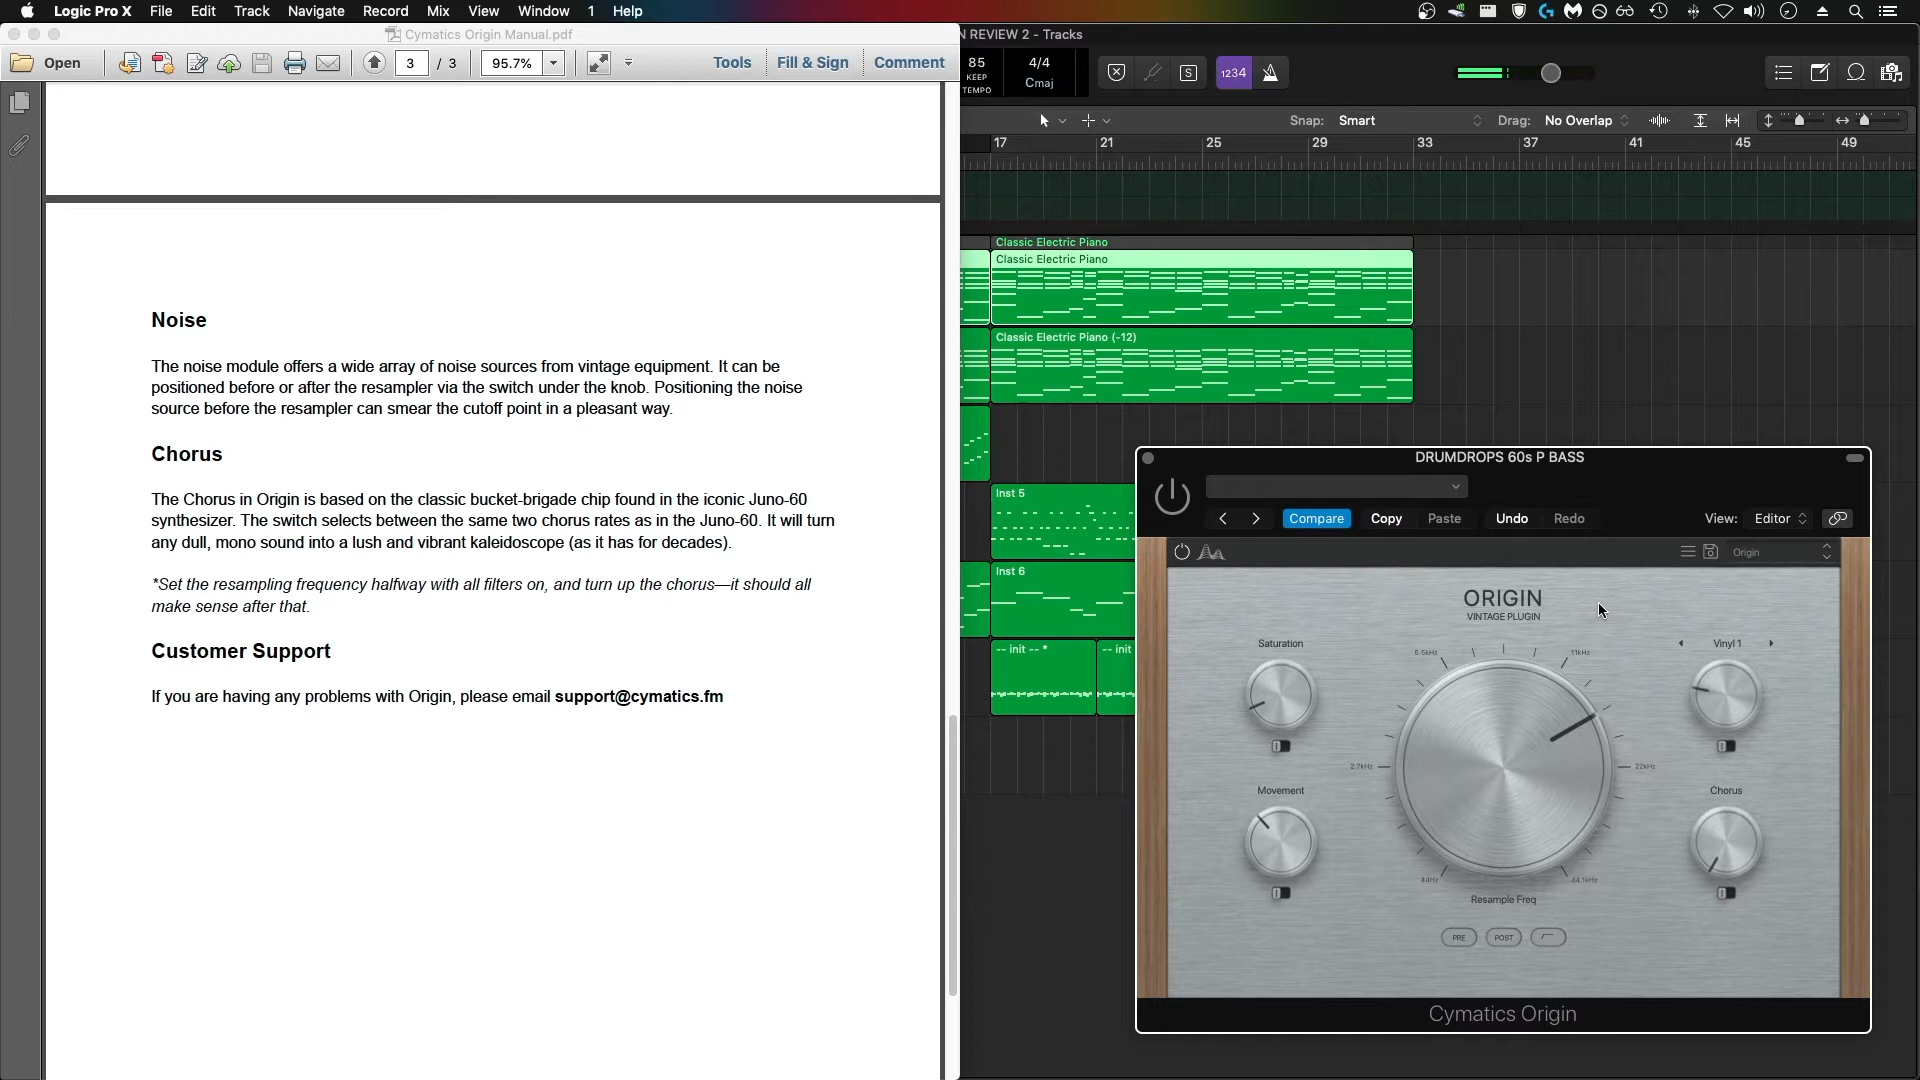 Logic Pro X File Edit Track Navigate Record Mix View Window 1 Help
Cymatics Origin Manual.pdf
Open 3 / 3 95.7% Tools Fill & Sign Comment
Noise
The noise module offers a wide array of noise sources from vintage equipment. It can be
positioned before or after the resampler via the switch under the knob. Positioning the noise
source before the resampler can smear the cutoff point in a pleasant way.
Chorus
The Chorus in Origin is based on the classic bucket-brigade chip found in the iconic Juno-60
synthesizer. The switch selects between the same two chorus rates as in the Juno-60. It will turn
any dull, mono sound into a lush and vibrant kaleidoscope (as it has for decades).
*Set the resampling frequency halfway with all filters on, and turn up the chorus—it should all
make sense after that.
Customer Support
If you are having any problems with Origin, please email support@cymatics.fm
N REVIEW 2 - Tracks
85 4/4
KEEP Cmaj
TEMPO
S 1234
Snap: Smart Drag: No Overlap
17 21 25 29 33 37 41 45 49
Classic Electric Piano
Classic Electric Piano
Classic Electric Piano (-12)
Inst 5
Inst 6
-- init -- * -- init
DRUMDROPS 60s P BASS
Compare Copy Paste Undo Redo View: Editor
Origin
ORIGIN
VINTAGE PLUGIN
Saturation Vinyl 1
5.5kHz 11kHz
2.7kHz 22kHz
Movement Chorus
44Hz 44.1kHz
Resample Freq
PRE POST
Cymatics Origin